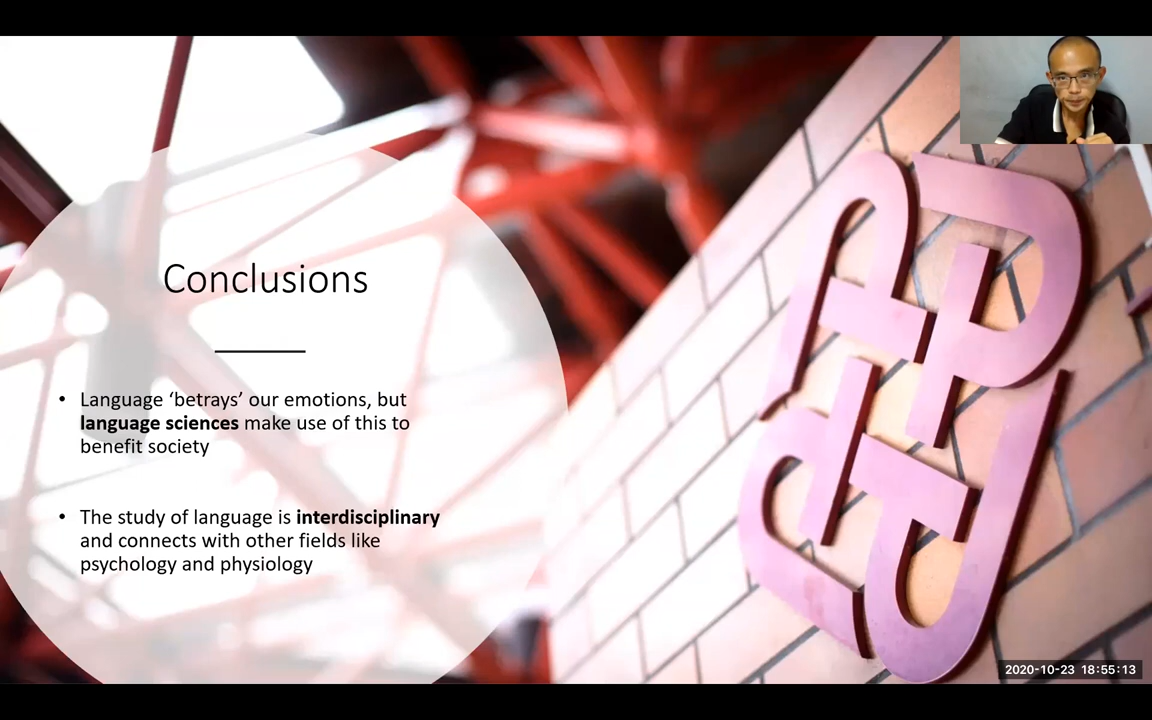 Conclusions
• Language ‘betrays’ our emotions, but
language sciences make use of this to
benefit society
• The study of language is interdisciplinary
and connects with other fields like
psychology and physiology
2020-10-23 18:55:13